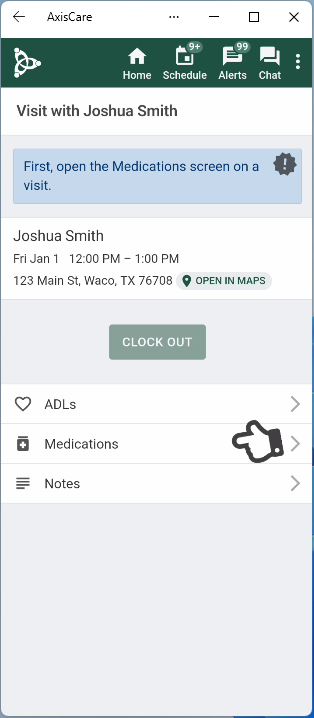 AxisCare
9+
99
Home
Schedule
Alerts
Chat
Visit with Joshua Smith
First, open the Medications screen on a
visit.
Joshua Smith
Fri Jan 1 12:00 PM – 1:00 PM
123 Main St, Waco, TX 76708
OPEN IN MAPS
CLOCK OUT
ADLs
Medications
Notes